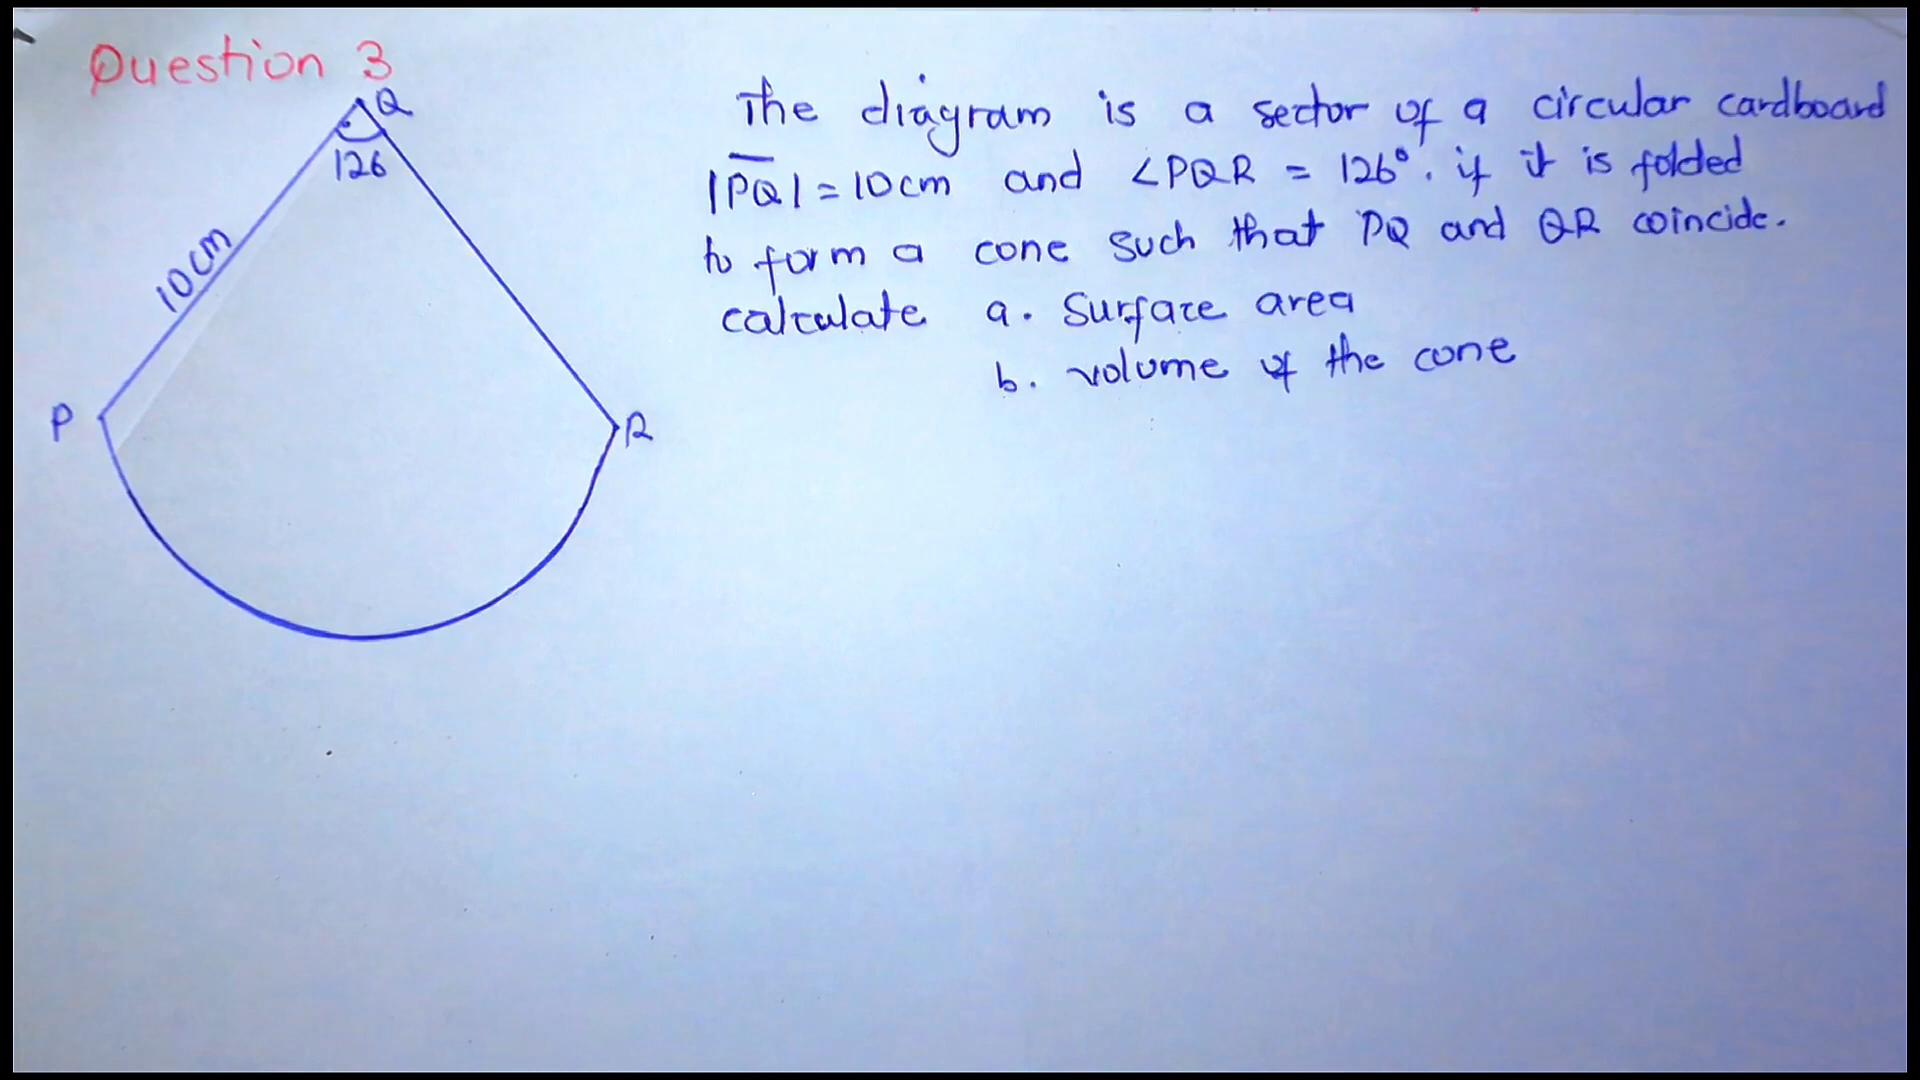 Question 3
Q
126
10cm
P
R
The diagram is a sector of a circular cardboard
|PQ| = 10cm and ∠PQR = 126°. if it is folded
to form a cone such that PQ and QR coincide.
calculate a. Surface area
b. volume of the cone